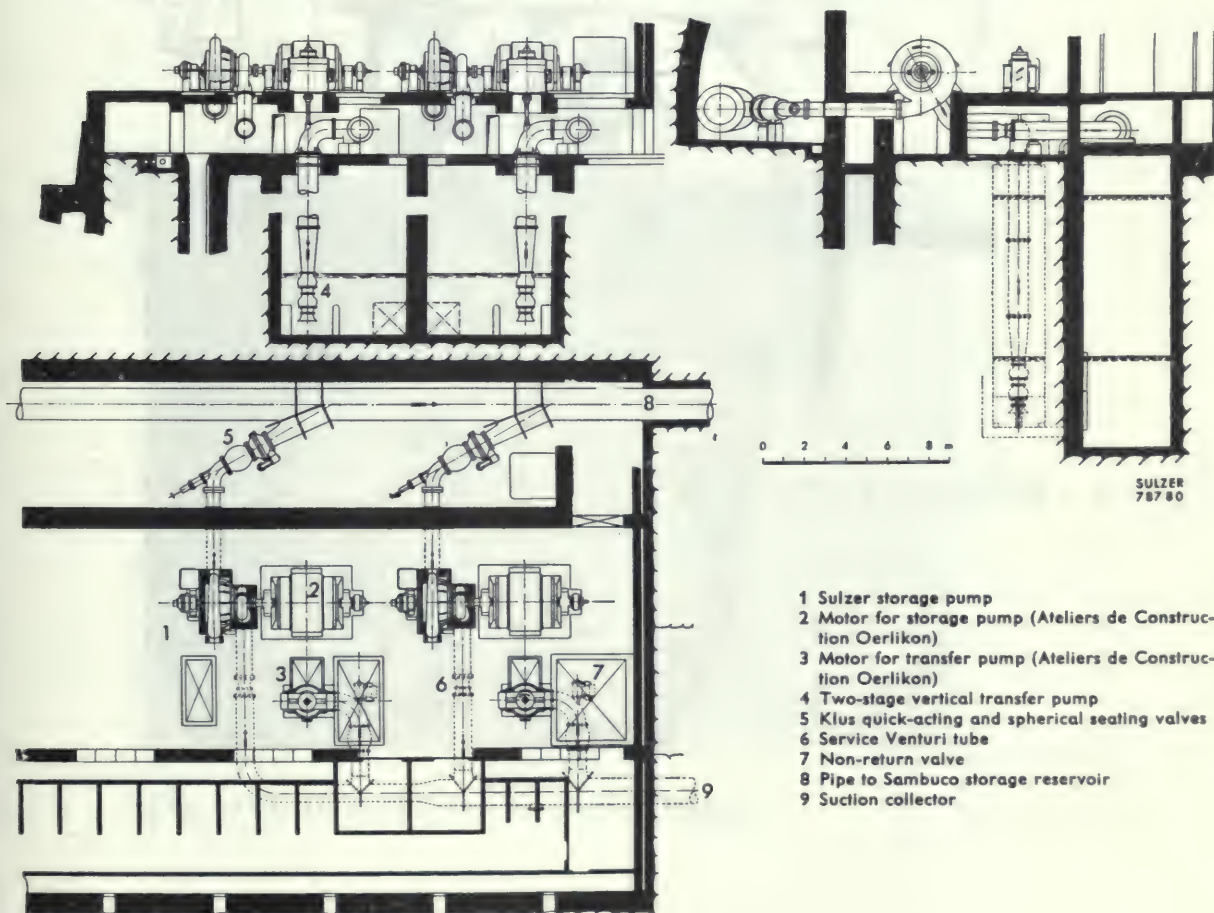 4
8
5
0 2 4 6 8 m
SULZER
78780
2
1
3
6
7
9
1 Sulzer storage pump
2 Motor for storage pump (Ateliers de Construc-
tion Oerlikon)
3 Motor for transfer pump (Ateliers de Construc-
tion Oerlikon)
4 Two-stage vertical transfer pump
5 Klus quick-acting and spherical seating valves
6 Service Venturi tube
7 Non-return valve
8 Pipe to Sambuco storage reservoir
9 Suction collector